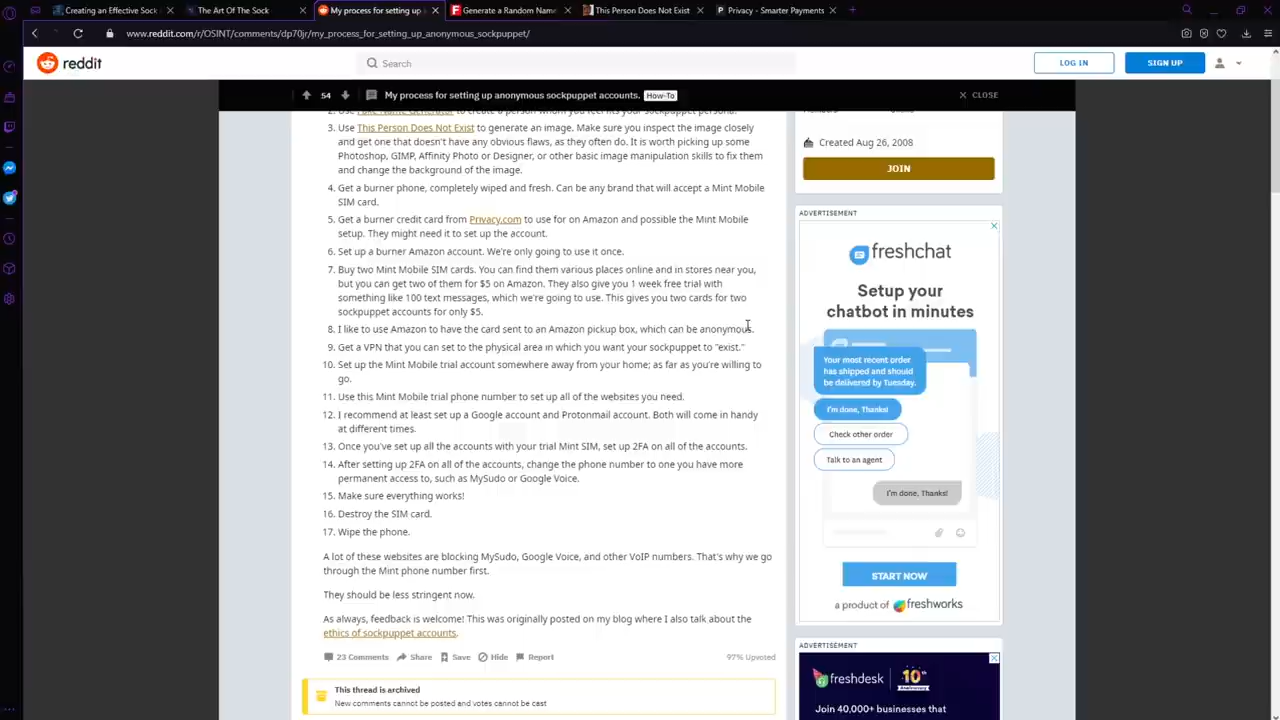 Creating an Effective Sock
The Art Of The Sock
My process for setting up
Generate a Random Name
This Person Does Not Exist
Privacy - Smarter Payments
www.reddit.com/r/OSINT/comments/dp70jr/my_process_for_setting_up_anonymous_sockpuppet/
reddit
Search
LOG IN
SIGN UP
54
My process for setting up anonymous sockpuppet accounts. How-To
CLOSE
2. Use Fake Name Generator to create a person whom you feel fits your sockpuppet persona.
3. Use This Person Does Not Exist to generate an image. Make sure you inspect the image closely
and get one that doesn't have any obvious flaws, as they often do. It is worth picking up some
Photoshop, GIMP, Affinity Photo or Designer, or other basic image manipulation skills to fix them
and change the background of the image.
4. Get a burner phone, completely wiped and fresh. Can be any brand that will accept a Mint Mobile
SIM card.
5. Get a burner credit card from Privacy.com to use for on Amazon and possible the Mint Mobile
setup. They might need it to set up the account.
6. Set up a burner Amazon account. We're only going to use it once.
7. Buy two Mint Mobile SIM cards. You can find them various places online and in stores near you,
but you can get two of them for $5 on Amazon. They also give you 1 week free trial with
something like 100 text messages, which we're going to use. This gives you two cards for two
sockpuppet accounts for only $5.
8. I like to use Amazon to have the card sent to an Amazon pickup box, which can be anonymous.
9. Get a VPN that you can set to the physical area in which you want your sockpuppet to "exist."
10. Set up the Mint Mobile trial account somewhere away from your home; as far as you're willing to
go.
11. Use this Mint Mobile trial phone number to set up all of the websites you need.
12. I recommend at least set up a Google account and Protonmail account. Both will come in handy
at different times.
13. Once you've set up all the accounts with your trial Mint SIM, set up 2FA on all of the accounts.
14. After setting up 2FA on all of the accounts, change the phone number to one you have more
permanent access to, such as MySudo or Google Voice.
15. Make sure everything works!
16. Destroy the SIM card.
17. Wipe the phone.
A lot of these websites are blocking MySudo, Google Voice, and other VoIP numbers. That's why we go
through the Mint phone number first.
They should be less stringent now.
As always, feedback is welcome! This was originally posted on my blog where I also talk about the
ethics of sockpuppet accounts.
23 Comments
Share
Save
Hide
Report
97% Upvoted
This thread is archived
New comments cannot be posted and votes cannot be cast
Created Aug 26, 2008
JOIN
ADVERTISEMENT
freshchat
Setup your
chatbot in minutes
Your most recent order
has shipped and should
be delivered by Tuesday.
I'm done, Thanks!
Check other order
Talk to an agent
I'm done, Thanks!
START NOW
a product of freshworks
ADVERTISEMENT
freshdesk
10th
Anniversary
Join 40,000+ businesses that